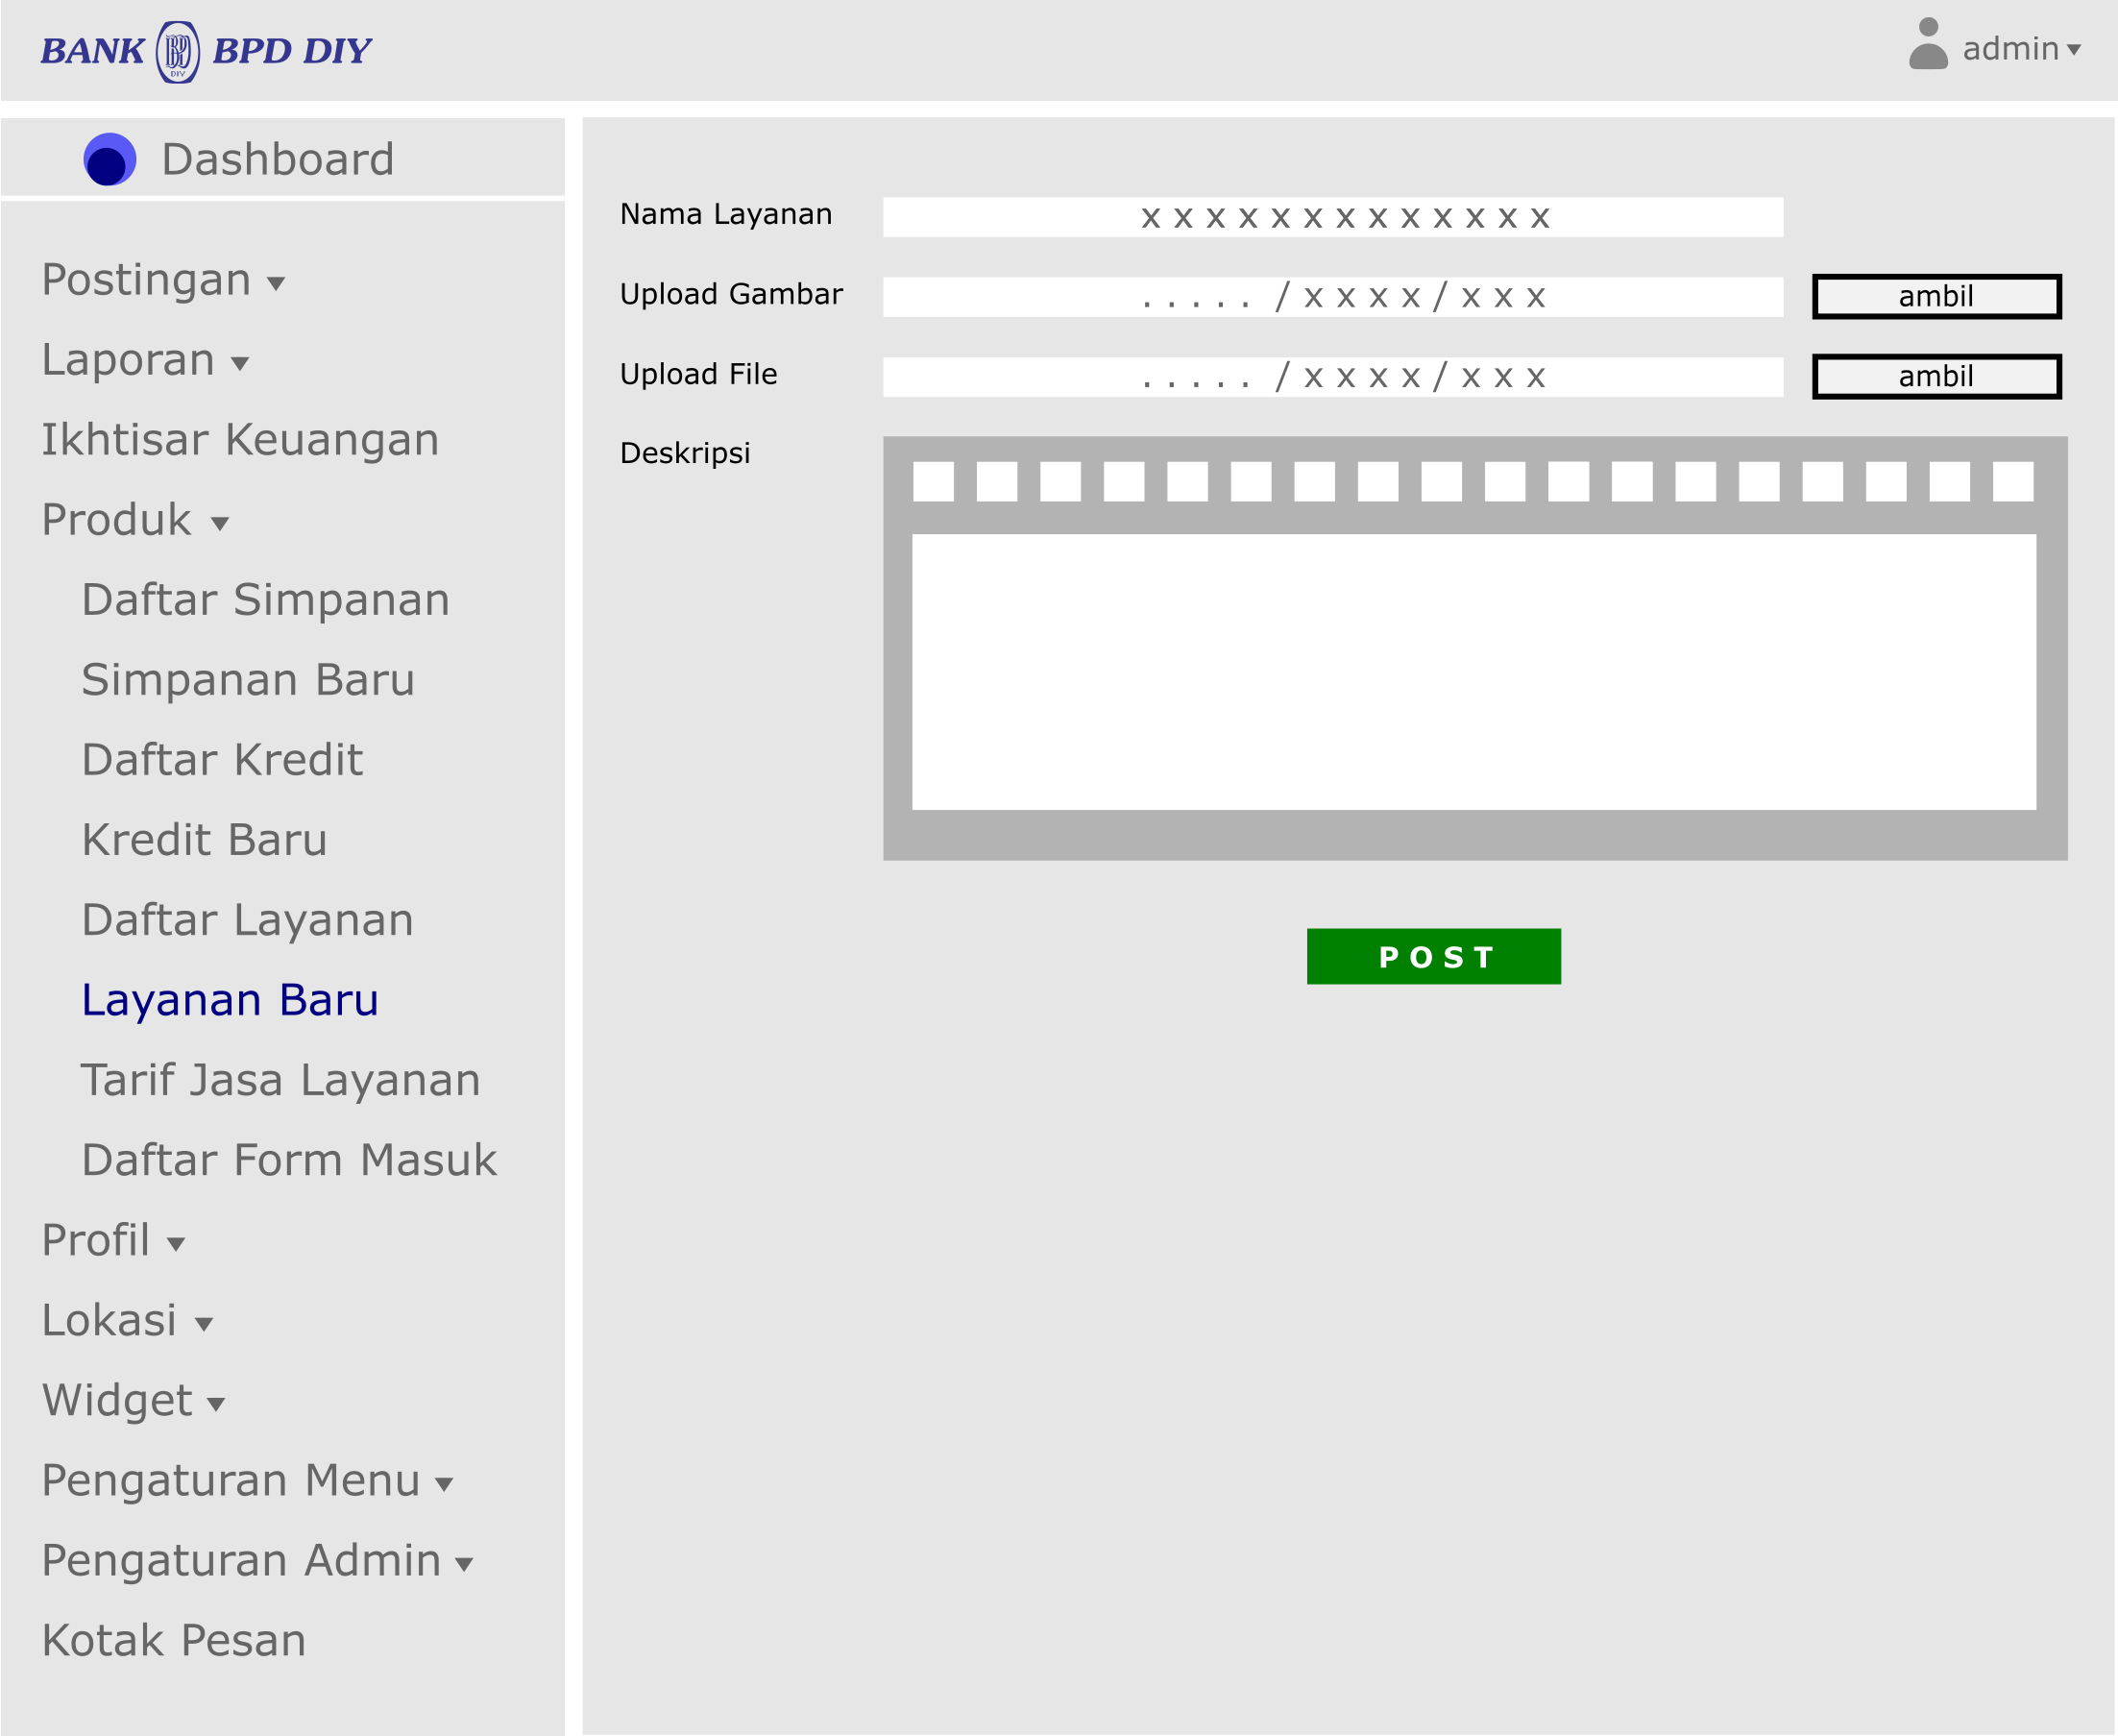 BANK BPD DIY
admin
Dashboard
Postingan
Laporan
Ikhtisar Keuangan
Produk
Daftar Simpanan
Simpanan Baru
Daftar Kredit
Kredit Baru
Daftar Layanan
Layanan Baru
Tarif Jasa Layanan
Daftar Form Masuk
Profil
Lokasi
Widget
Pengaturan Menu
Pengaturan Admin
Kotak Pesan
Nama Layanan x x x x x x x x x x x x x
Upload Gambar . . . . . / x x x x / x x x ambil
Upload File . . . . . / x x x x / x x x ambil
Deskripsi
POST